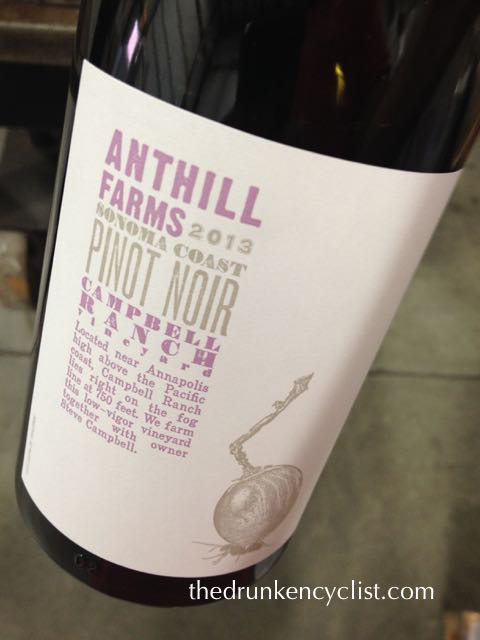 ANTHILL
FARMS 2013
SONOMA COAST
PINOT NOIR
CAMPBELL
RANCH
Vineyard
Located near Annapolis
high above the Pacific
coast, Campbell Ranch
lies right on the fog
line at 750 feet. We farm
this low-vigor vineyard
together with owner
Steve Campbell.
thedrunkencyclist.com